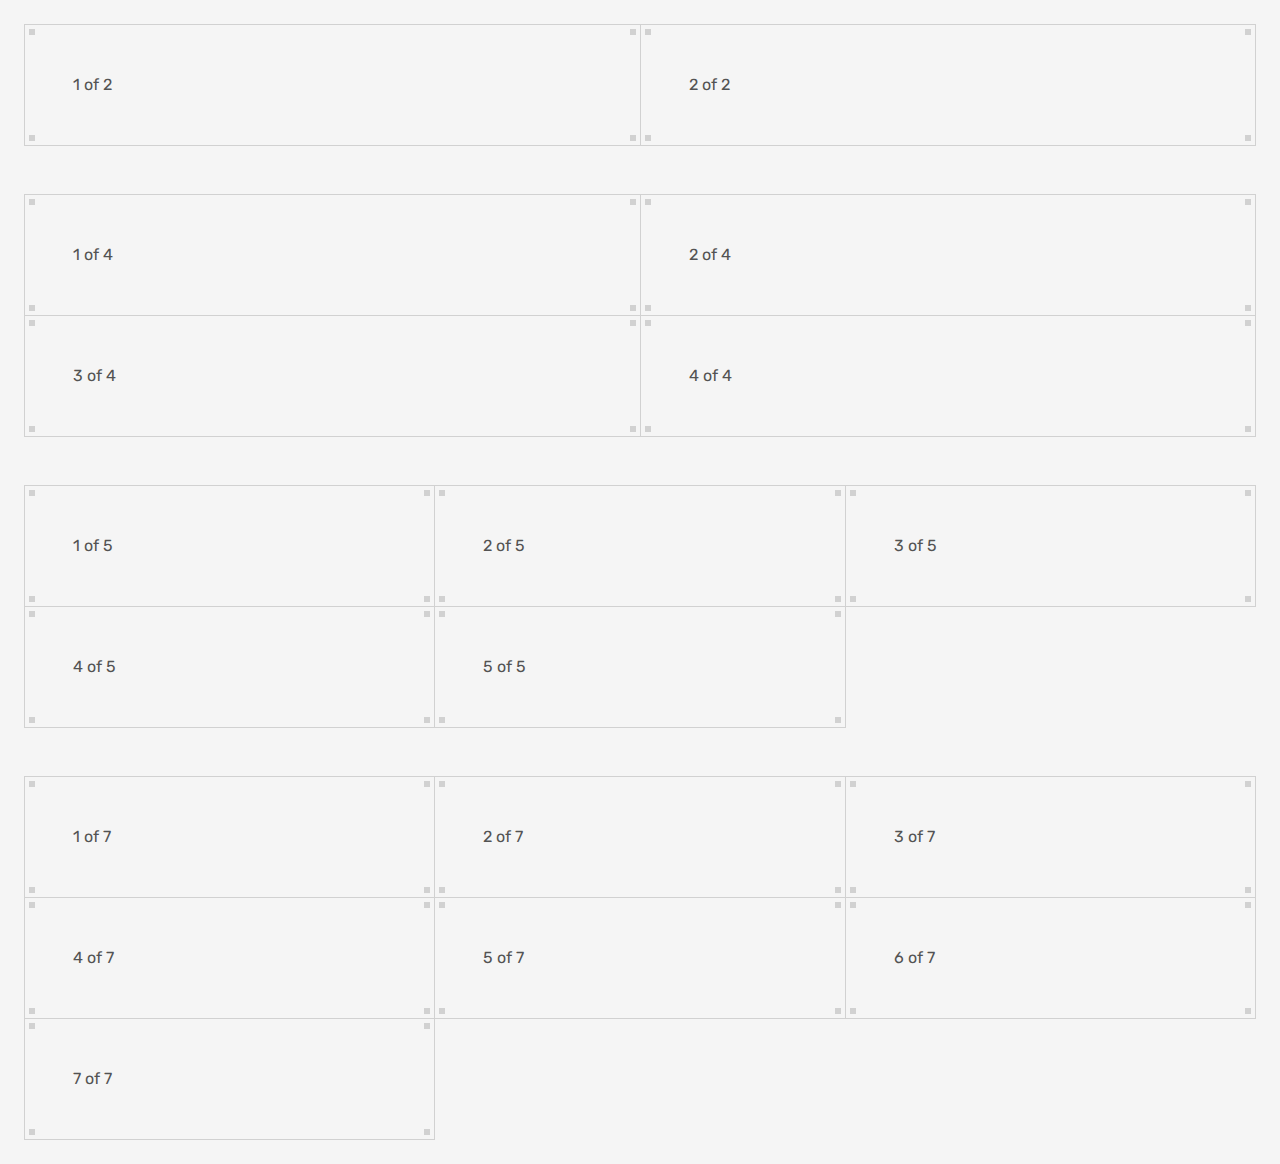 1 of 2
2 of 2
1 of 4
2 of 4
3 of 4
4 of 4
1 of 5
2 of 5
3 of 5
4 of 5
5 of 5
1 of 7
2 of 7
3 of 7
4 of 7
5 of 7
6 of 7
7 of 7